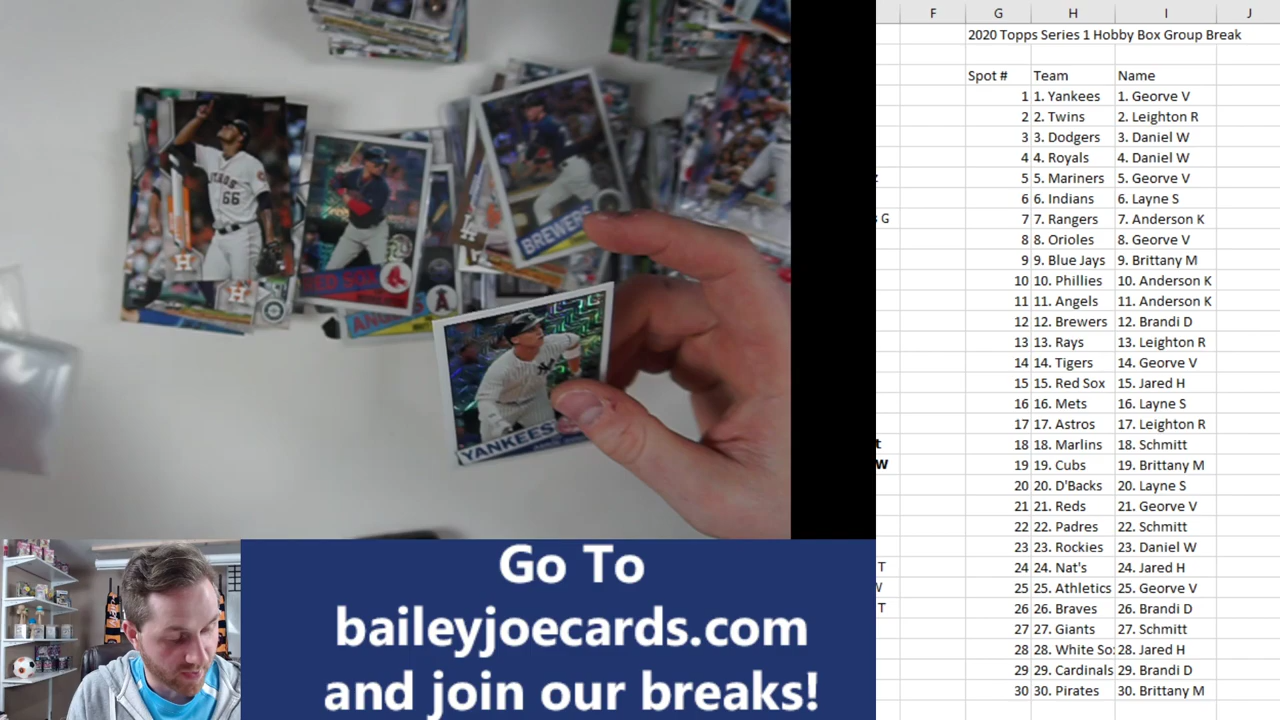 F G H I J
2020 Topps Series 1 Hobby Box Group Break
Spot # Team Name
1 1. Yankees 1. Georve V
2 2. Twins 2. Leighton R
3 3. Dodgers 3. Daniel W
4 4. Royals 4. Daniel W
5 5. Mariners 5. Georve V
6 6. Indians 6. Layne S
G 7 7. Rangers 7. Anderson K
8 8. Orioles 8. Georve V
9 9. Blue Jays 9. Brittany M
10 10. Phillies 10. Anderson K
11 11. Angels 11. Anderson K
12 12. Brewers 12. Brandi D
13 13. Rays 13. Leighton R
14 14. Tigers 14. Georve V
15 15. Red Sox 15. Jared H
16 16. Mets 16. Layne S
17 17. Astros 17. Leighton R
t 18 18. Marlins 18. Schmitt
W 19 19. Cubs 19. Brittany M
20 20. D'Backs 20. Layne S
21 21. Reds 21. Georve V
22 22. Padres 22. Schmitt
23 23. Rockies 23. Daniel W
T 24 24. Nat's 24. Jared H
25 25. Athletics 25. Georve V
T 26 26. Braves 26. Brandi D
27 27. Giants 27. Schmitt
28 28. White So 28. Jared H
29 29. Cardinals 29. Brandi D
30 30. Pirates 30. Brittany M
66
H
H
RED SOX
A
BREWERS
YANKEES
Go To
baileyjoecards.com
and join our breaks!